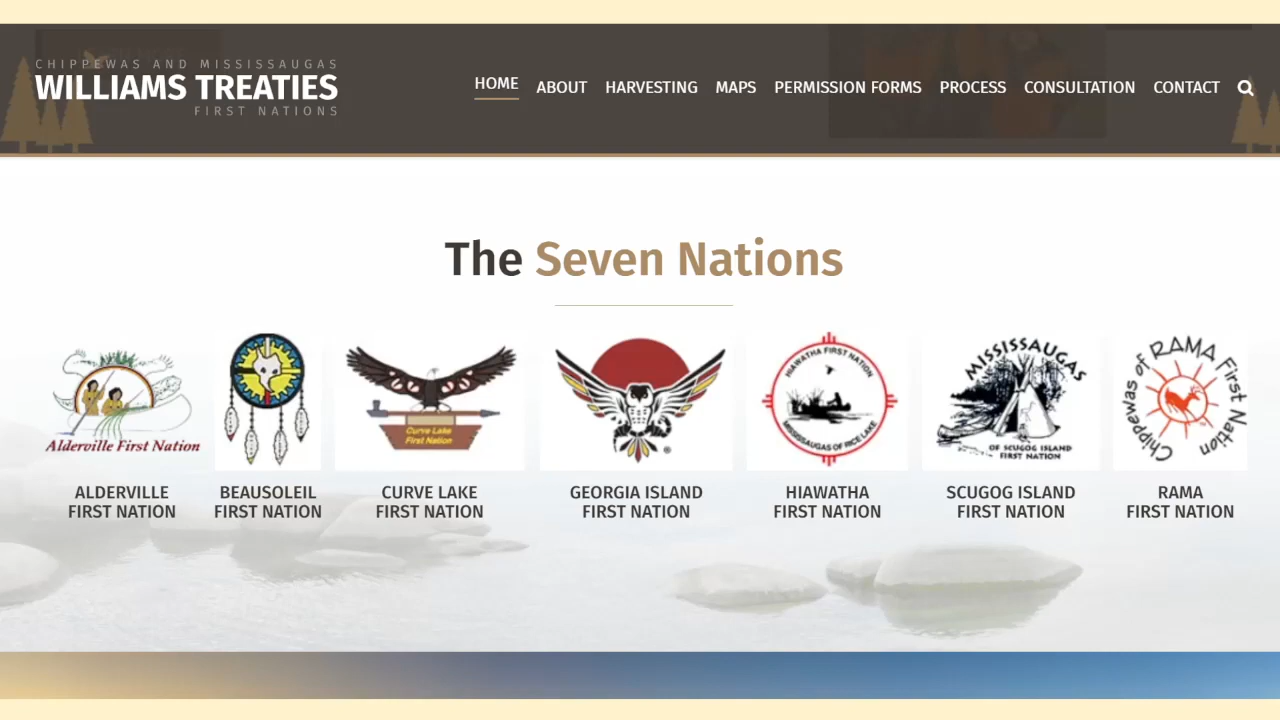 CHIPPEWAS AND MISSISSAUGAS
WILLIAMS TREATIES
FIRST NATIONS
HOME ABOUT HARVESTING MAPS PERMISSION FORMS PROCESS CONSULTATION CONTACT
The Seven Nations
Alderville First Nation
Curve Lake
First Nation
®
HIAWATHA FIRST NATION
MISSISSAUGAS OF RICE LAKE
MISSISSAUGAS
OF SCUGOG ISLAND
FIRST NATION
Chippewas of RAMA First Nation
ALDERVILLE
FIRST NATION
BEAUSOLEIL
FIRST NATION
CURVE LAKE
FIRST NATION
GEORGIA ISLAND
FIRST NATION
HIAWATHA
FIRST NATION
SCUGOG ISLAND
FIRST NATION
RAMA
FIRST NATION